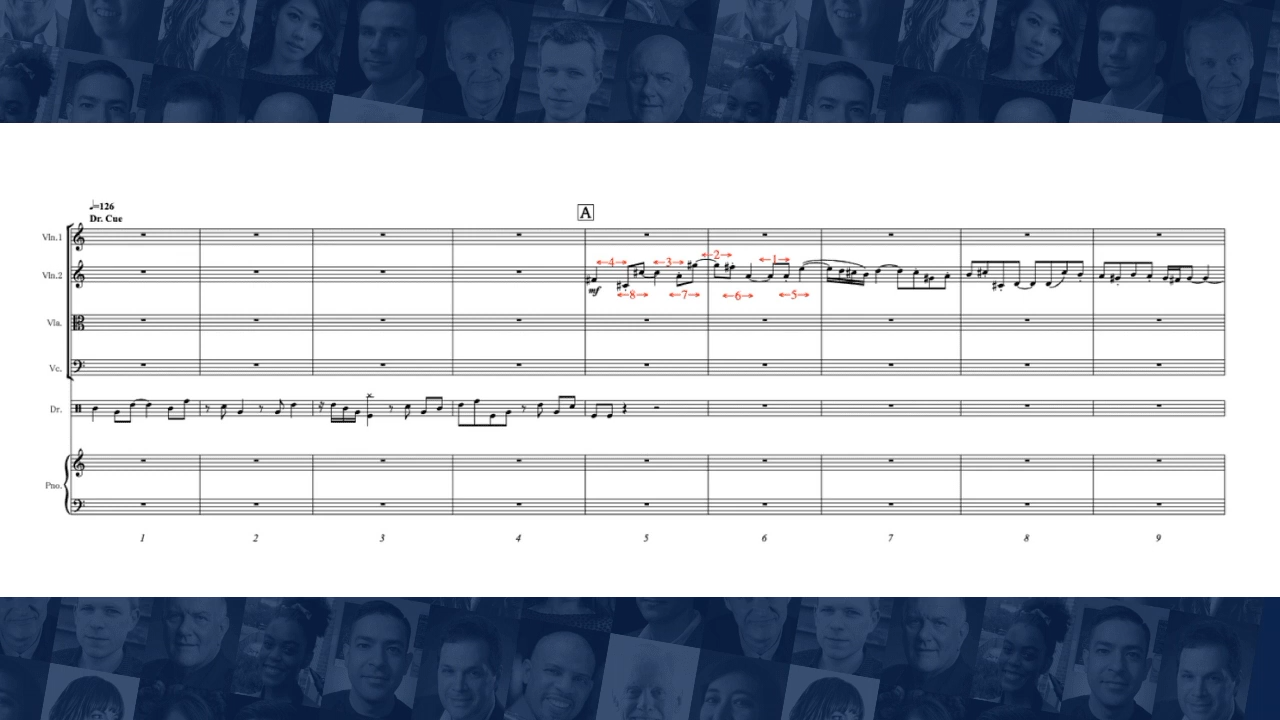 ♩=126
Dr. Cue
A
Vln.1
Vln.2
4 3 2 1
mf
8 7 6 5
Vla.
Vc.
Dr.
Pno.
1 2 3 4 5 6 7 8 9